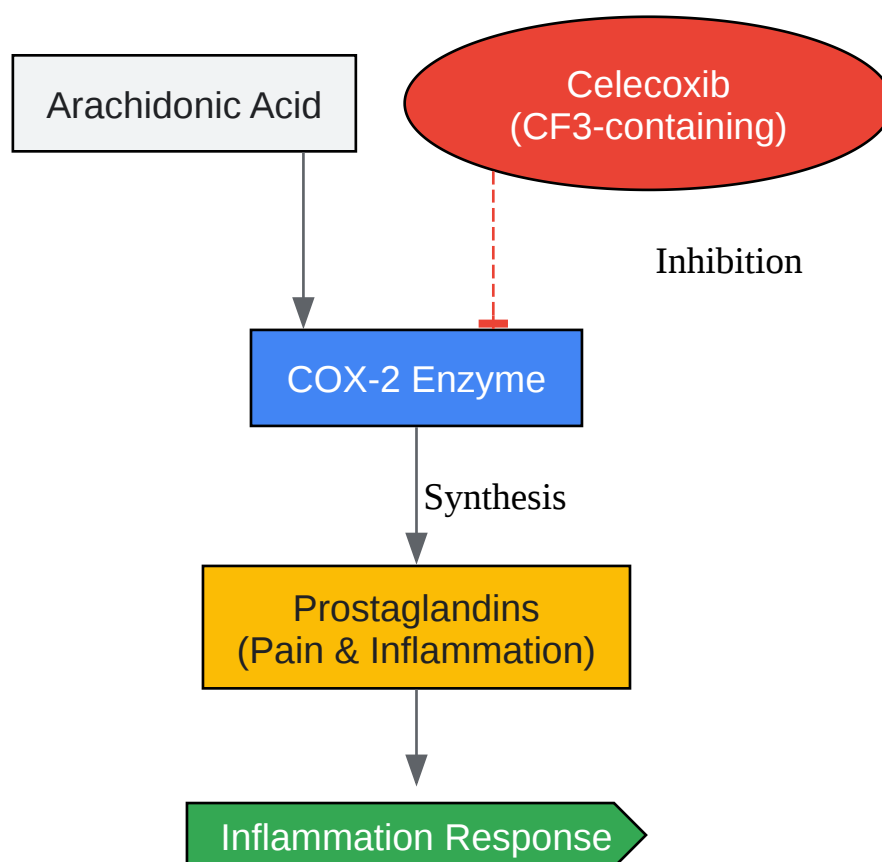 Arachidonic Acid
Celecoxib
(CF3-containing)
Inhibition
COX-2 Enzyme
Synthesis
Prostaglandins
(Pain & Inflammation)
Inflammation Response